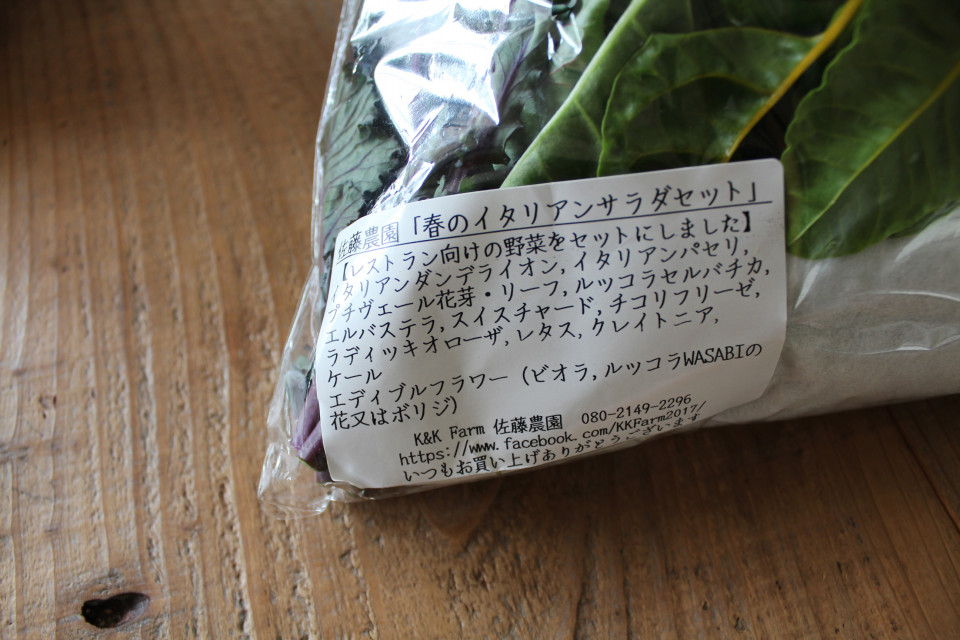 佐藤農園「春のイタリアンサラダセット」
【レストラン向けの野菜をセットにしました】
イタリアンダンデライオン,イタリアンパセリ,
プチヴェール花芽・リーフ,ルッコラセルバチカ,
エルバステラ,スイスチャード,チコリフリーゼ,
ラディッキオローザ,レタス,クレイトニア,
ケール
エディブルフラワー(ビオラ,ルッコラWASABIの
花又はボリジ)
K&K Farm 佐藤農園 080-2149-2296
https://www.facebook.com/KKFarm2017/
いつもお買い上げありがとうございます